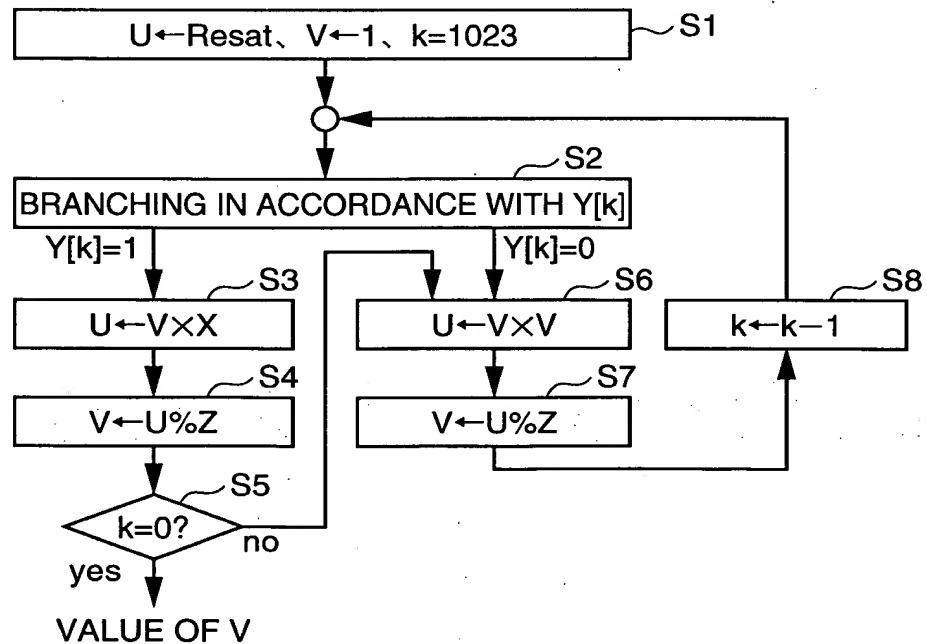 U←Resat、V←1、k=1023
S1
S2
BRANCHING IN ACCORDANCE WITH Y[k]
Y[k]=1
Y[k]=0
S3
S6
S8
U←V×X
U←V×V
k←k−1
S4
S7
V←U%Z
V←U%Z
S5
k=0?
no
yes
VALUE OF V